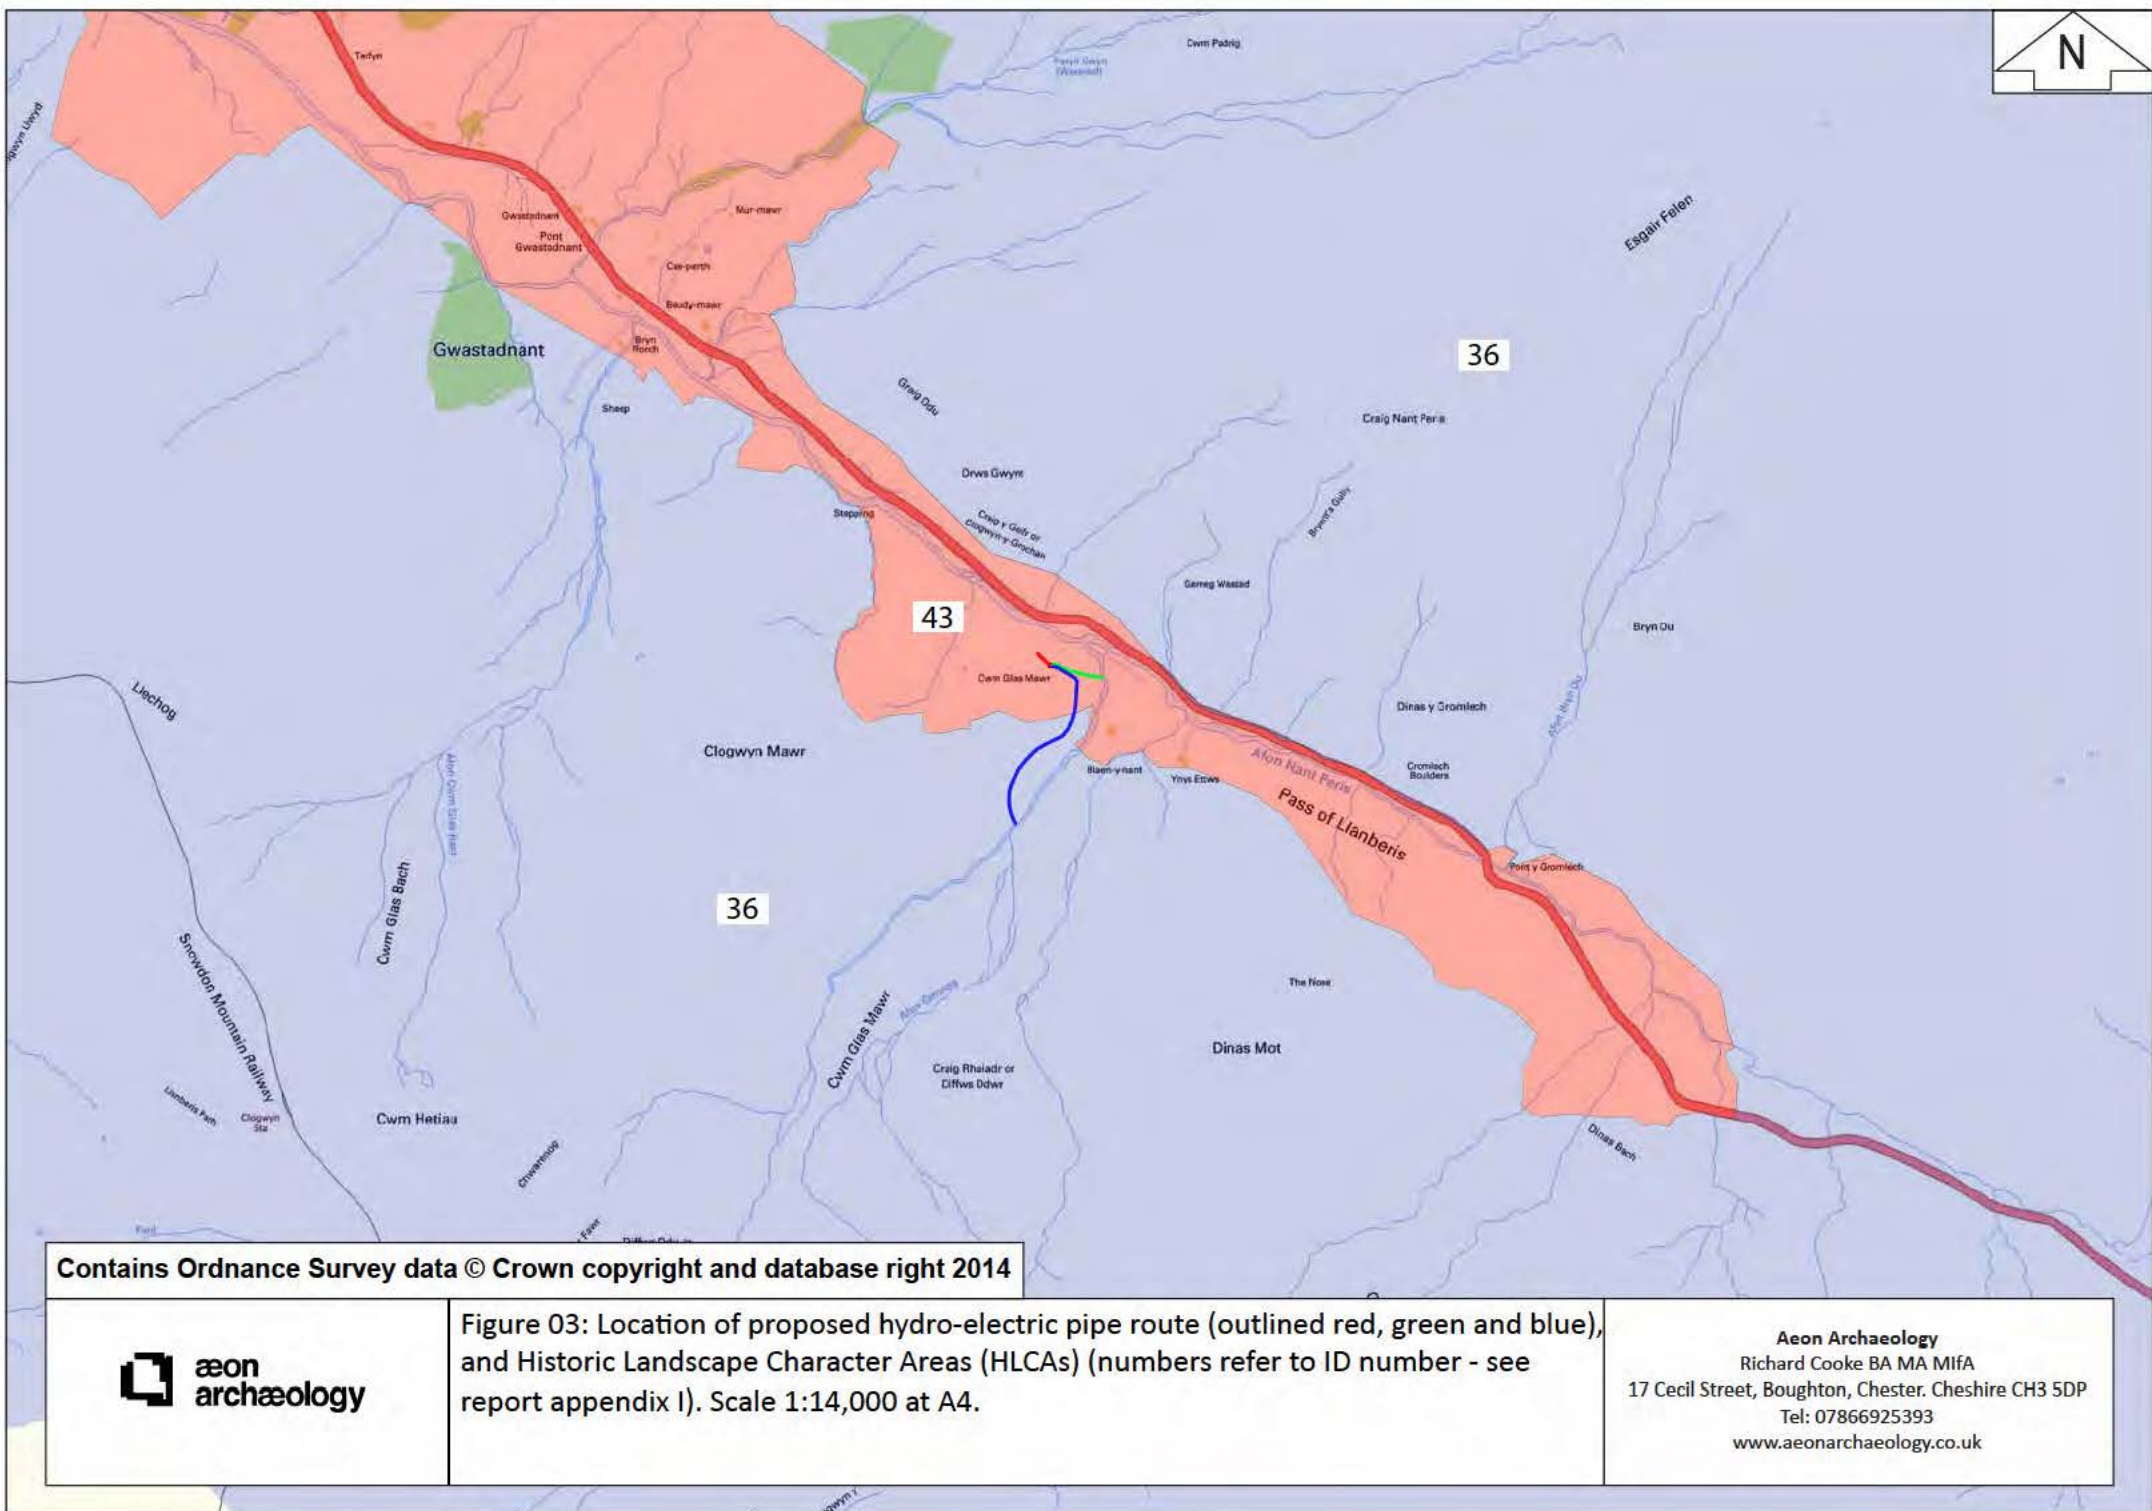 N
Cwm Padrig
Gwastadnant
Pont
Gwastadnant
Mur-mawr
Cae-perth
Beudy-mawr
Bryn
Gwastadnant
Sheep
Esgair Felen
36
Graig Ddu
Craig Nant Peris
Drws Gwynt
Stepping
Craig y Geifr or
Clogwyn-y-Grochan
Garreg Wastad
43
Bryn Du
Cwm Glas Mawr
Llechog
Dinas y Gromlech
Clogwyn Mawr
Afon Nant Peris
Cromlech
Boulders
Blaen-y-nant
Ynys Ettws
Pass of Llanberis
Pont y Gromlech
Cwm Glas Bach
36
Snowdon Mountain Railway
The Nose
Cwm Glas Mawr
Dinas Mot
Craig Rhaiadr or
Diffws Ddwr
Llanberis Path
Clogwyn
Sta
Cwm Hetiau
Dinas Bach
Ford
Contains Ordnance Survey data © Crown copyright and database right 2014
æon
archæology
Figure 03: Location of proposed hydro-electric pipe route (outlined red, green and blue),
and Historic Landscape Character Areas (HLCAs) (numbers refer to ID number - see
report appendix I). Scale 1:14,000 at A4.
Aeon Archaeology
Richard Cooke BA MA MIfA
17 Cecil Street, Boughton, Chester. Cheshire CH3 5DP
Tel: 07866925393
www.aeonarchaeology.co.uk